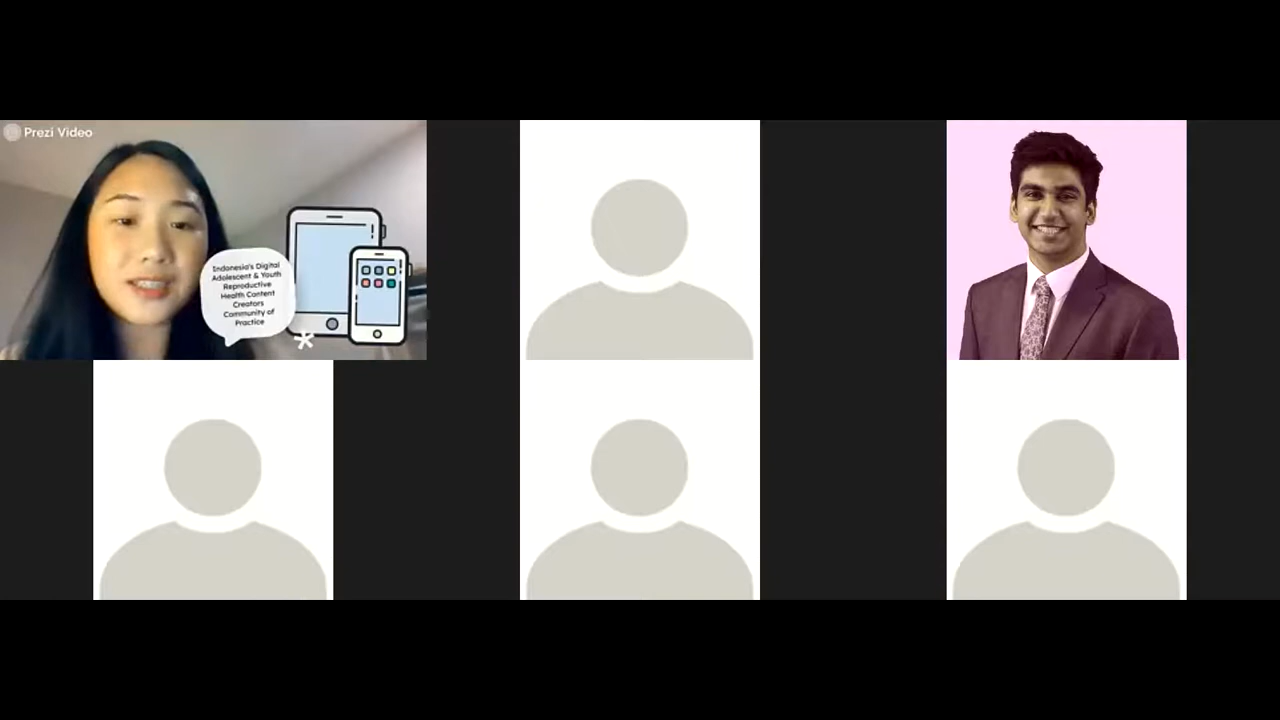 Prezi Video
Indonesia's Digital
Adolescent & Youth
Reproductive
Health Content
Creators
Community of
Practice